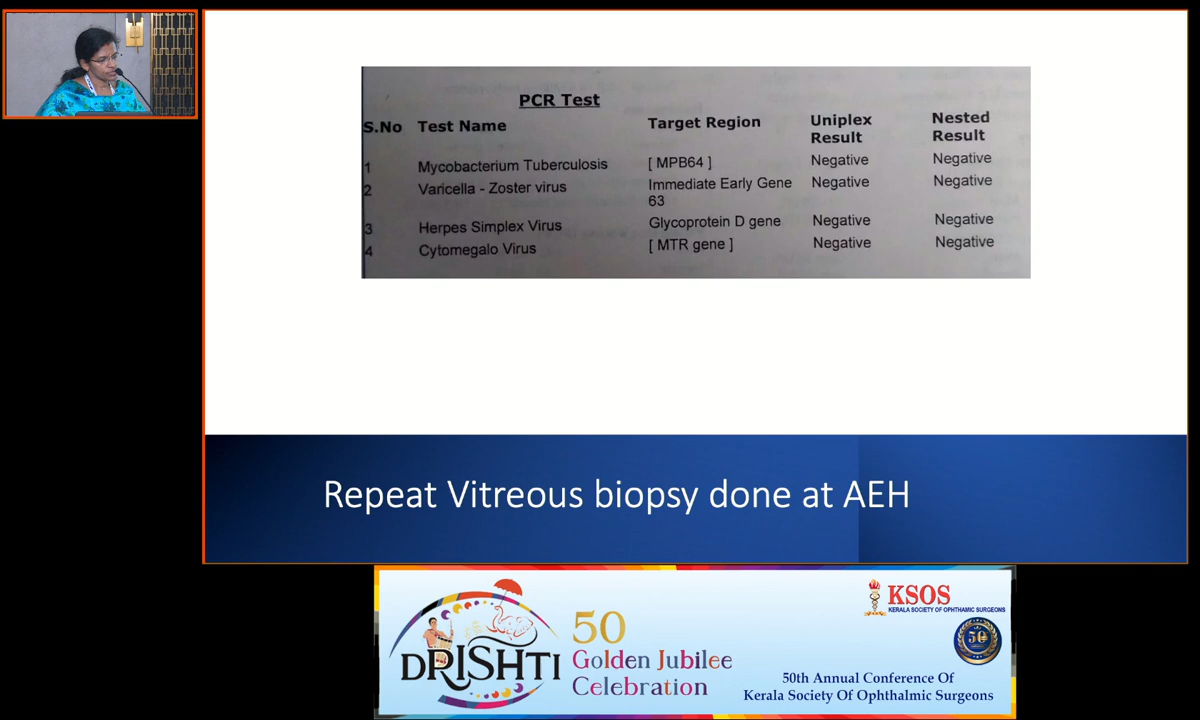 PCR Test
S.No Test Name Target Region Uniplex Result Nested Result
1 Mycobacterium Tuberculosis [ MPB64 ] Negative Negative
2 Varicella - Zoster virus Immediate Early Gene 63 Negative Negative
3 Herpes Simplex Virus Glycoprotein D gene Negative Negative
4 Cytomegalo Virus [ MTR gene ] Negative Negative
Repeat Vitreous biopsy done at AEH
DRISHTI
50
Golden Jubilee
Celebration
KSOS
KERALA SOCIETY OF OPHTHAMIC SURGEONS
50
50th Annual Conference Of
Kerala Society Of Ophthalmic Surgeons